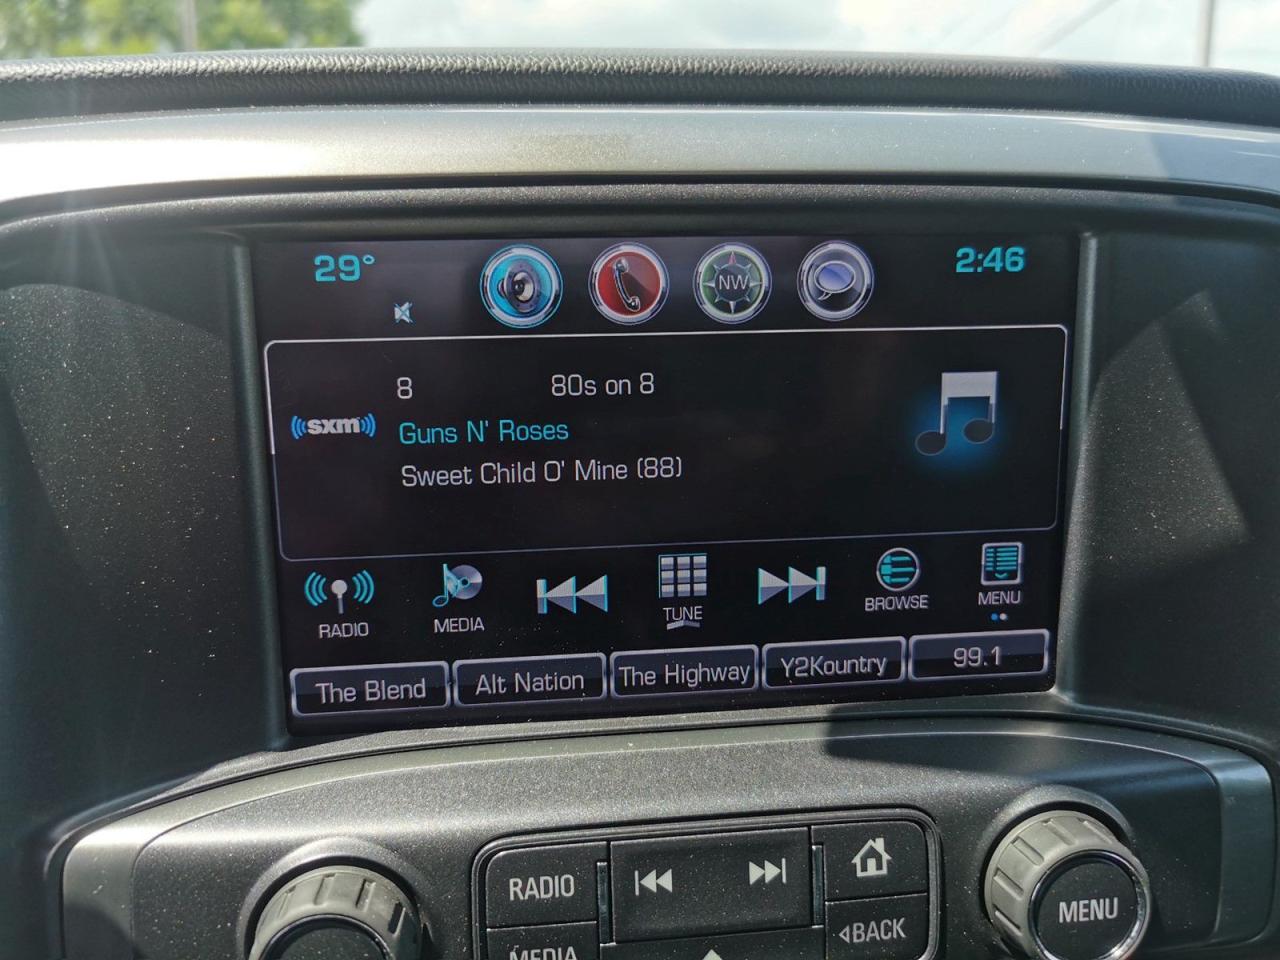 29°
NW
2:46
8 80s on 8
sxm
Guns N' Roses
Sweet Child O' Mine (88)
RADIO
MEDIA
TUNE
BROWSE
MENU
The Blend
Alt Nation
The Highway
Y2Kountry
99.1
RADIO
MENU
BACK
MEDIA